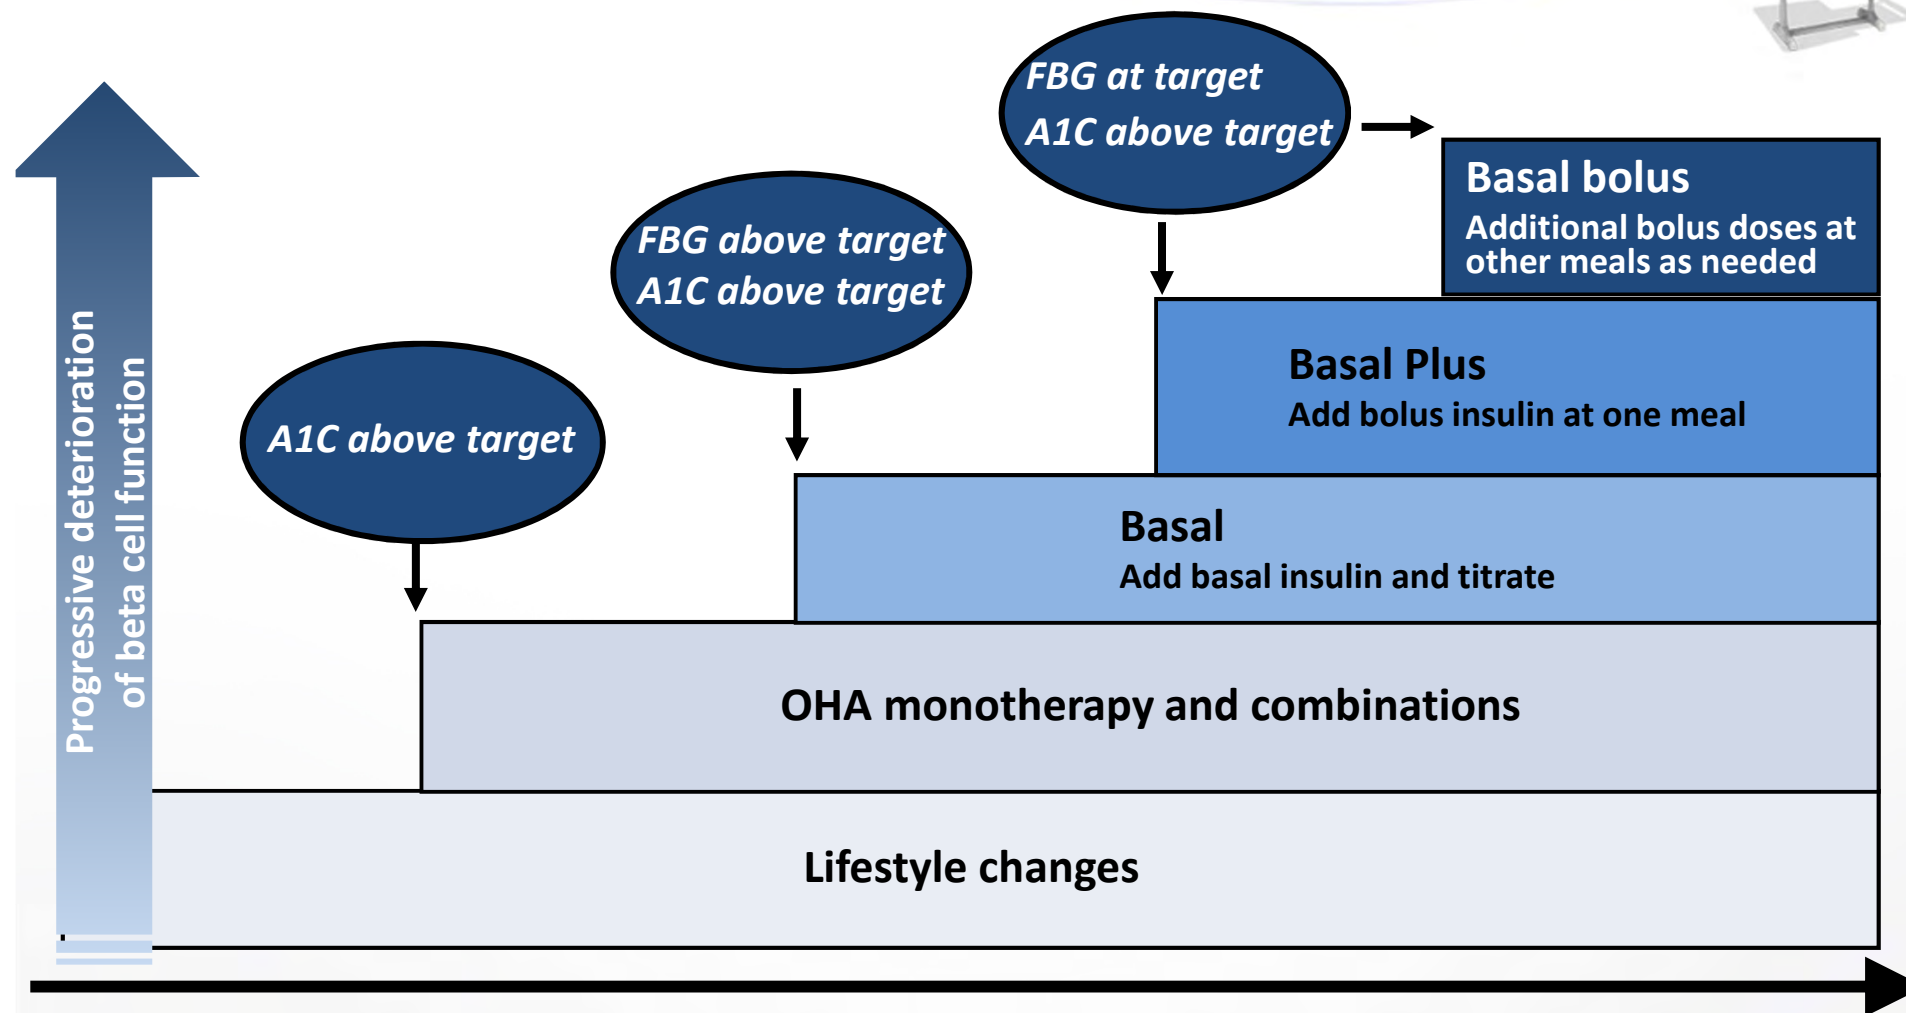 Progressive deterioration
of beta cell function
FBG at target
A1C above target
FBG above target
A1C above target
A1C above target
Basal bolus
Additional bolus doses at
other meals as needed
Basal Plus
Add bolus insulin at one meal
Basal
Add basal insulin and titrate
OHA monotherapy and combinations
Lifestyle changes